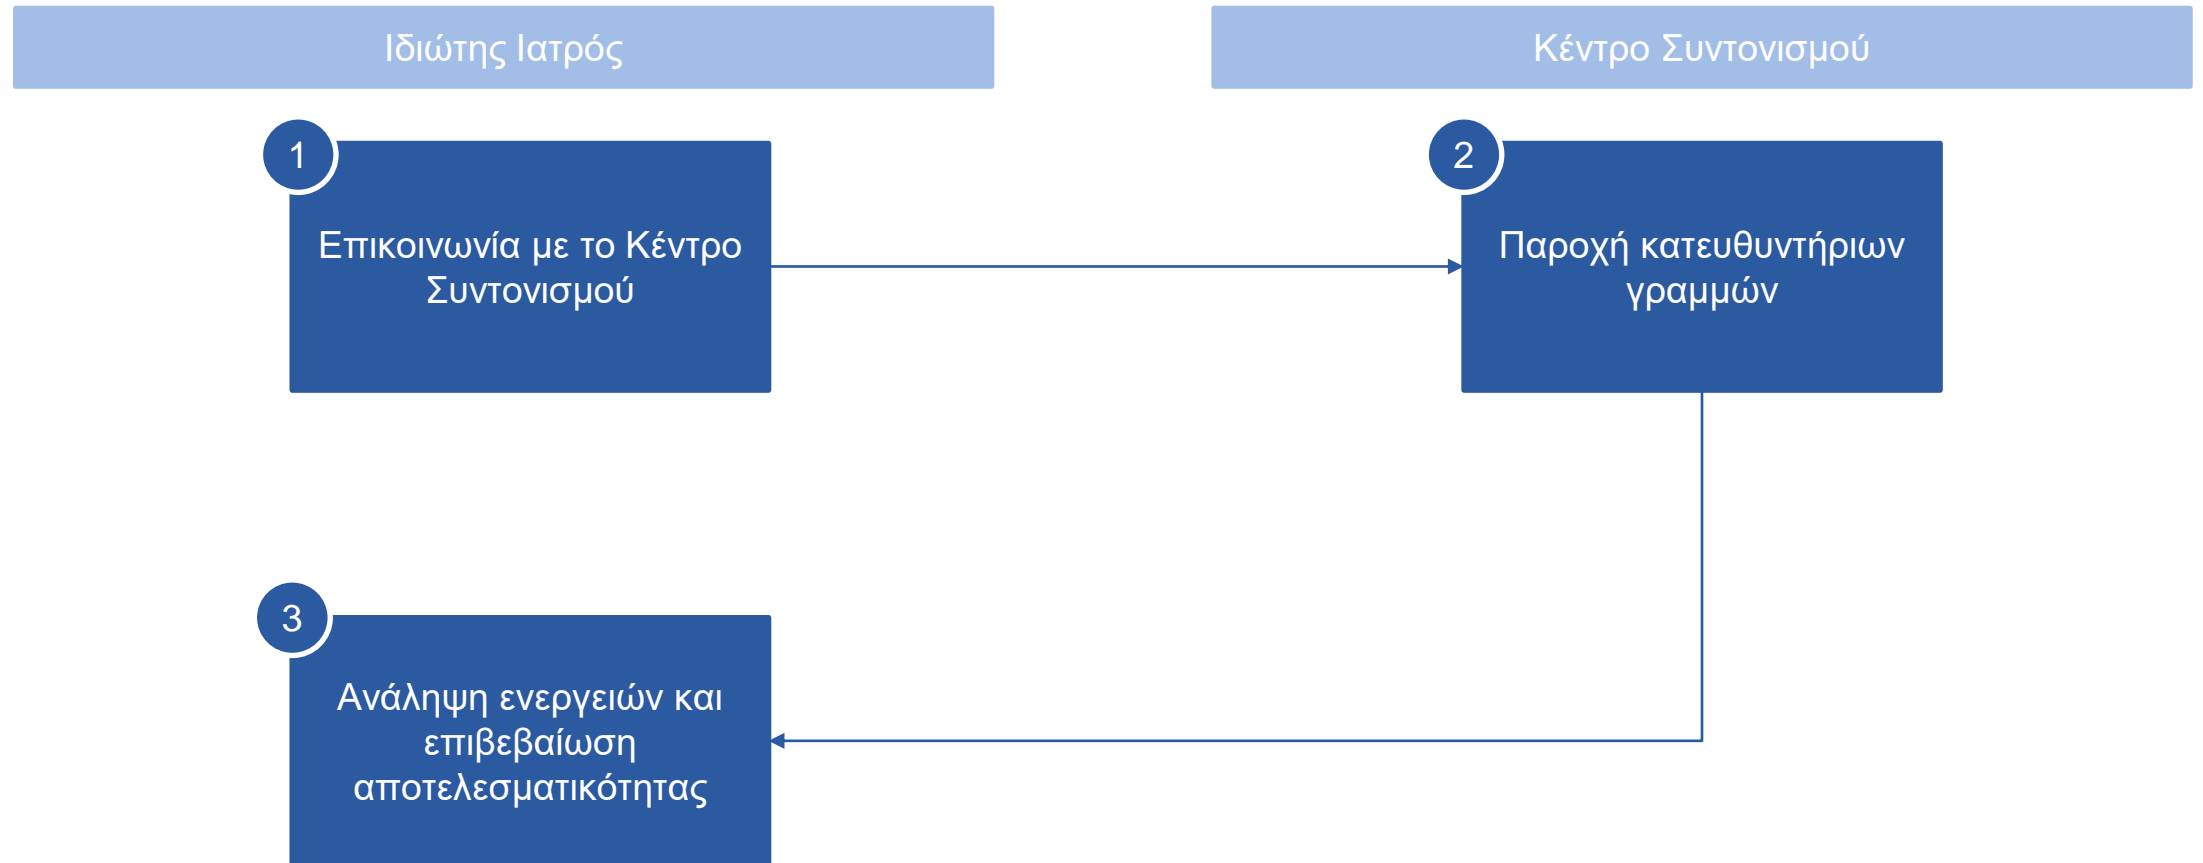 Ιδιώτης Ιατρός
Κέντρο Συντονισμού
1
Επικοινωνία με το Κέντρο
Συντονισμού
2
Παροχή κατευθυντήριων
γραμμών
3
Ανάληψη ενεργειών και
επιβεβαίωση
αποτελεσματικότητας